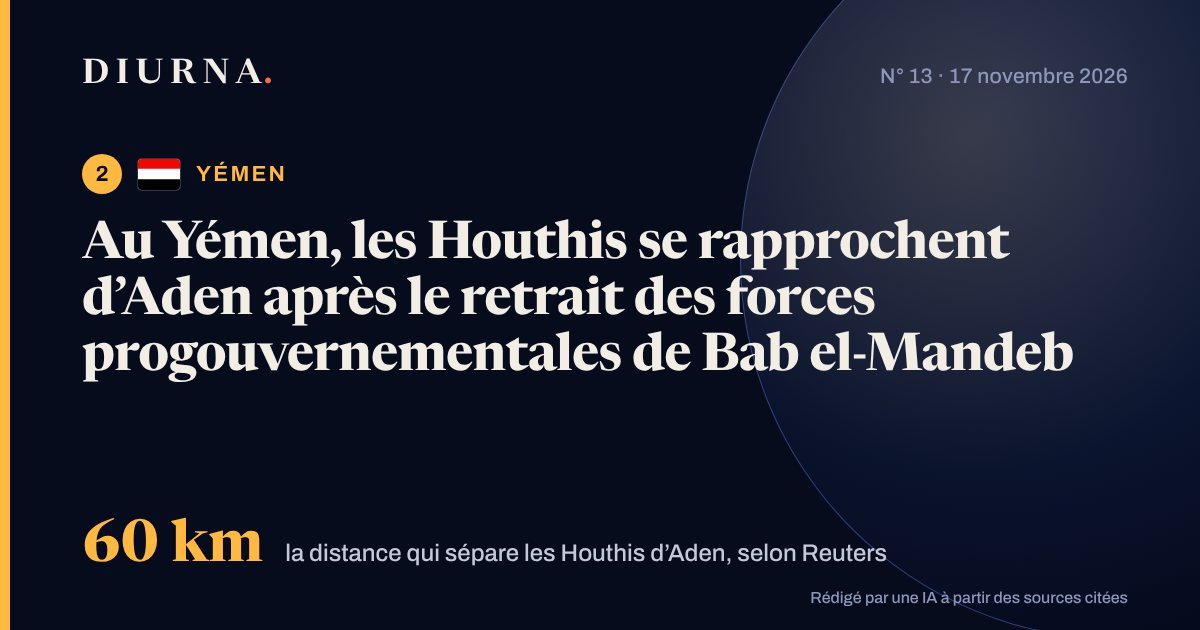 DIURNA.
N° 13 · 17 novembre 2026
2 YÉMEN
Au Yémen, les Houthis se rapprochent
d’Aden après le retrait des forces
progouvernementales de Bab el-Mandeb
60 km la distance qui sépare les Houthis d’Aden, selon Reuters
Rédigé par une IA à partir des sources citées